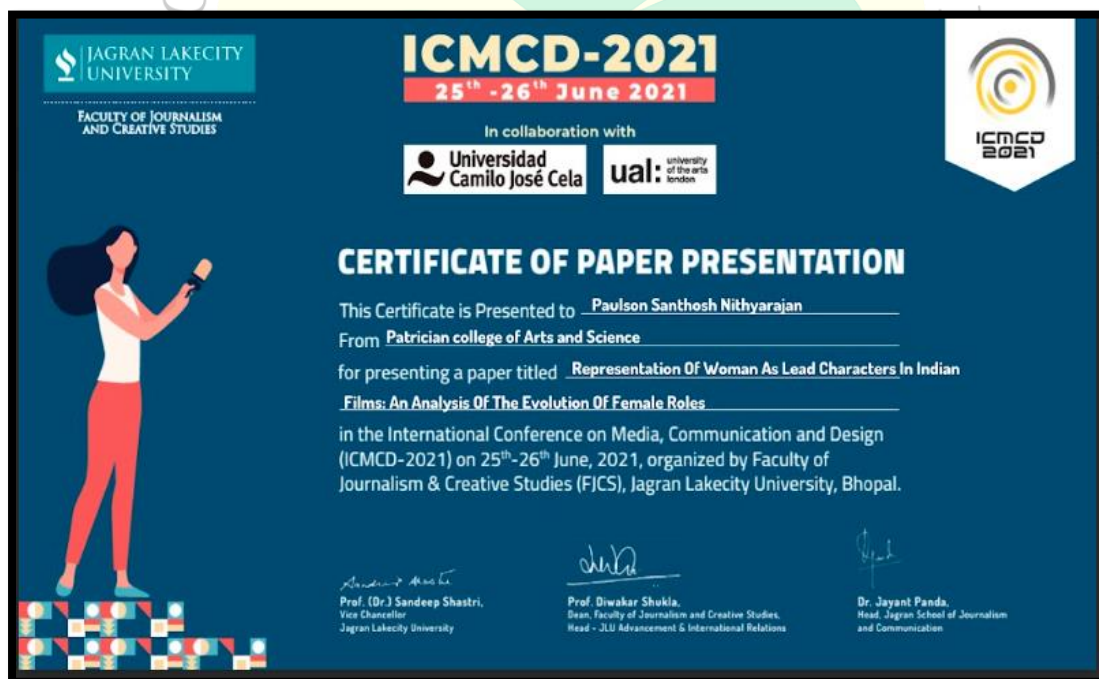 JAGRAN LAKECITY
UNIVERSITY
FACULTY OF JOURNALISM
AND CREATIVE STUDIES
ICMCD-2021
25th -26th June 2021
In collaboration with
Universidad
Camilo José Cela
ual: university
of the arts
london
ICMCD
2021
CERTIFICATE OF PAPER PRESENTATION
This Certificate is Presented to Paulson Santhosh Nithyarajan
From Patrician college of Arts and Science
for presenting a paper titled Representation Of Woman As Lead Characters In Indian
Films: An Analysis Of The Evolution Of Female Roles
in the International Conference on Media, Communication and Design
(ICMCD-2021) on 25th-26th June, 2021, organized by Faculty of
Journalism & Creative Studies (FJCS), Jagran Lakecity University, Bhopal.
Prof. (Dr.) Sandeep Shastri,
Vice Chancellor
Jagran Lakecity University
Prof. Diwakar Shukla,
Dean, Faculty of Journalism and Creative Studies,
Head - JLU Advancement & International Relations
Dr. Jayant Panda,
Head, Jagran School of Journalism
and Communication